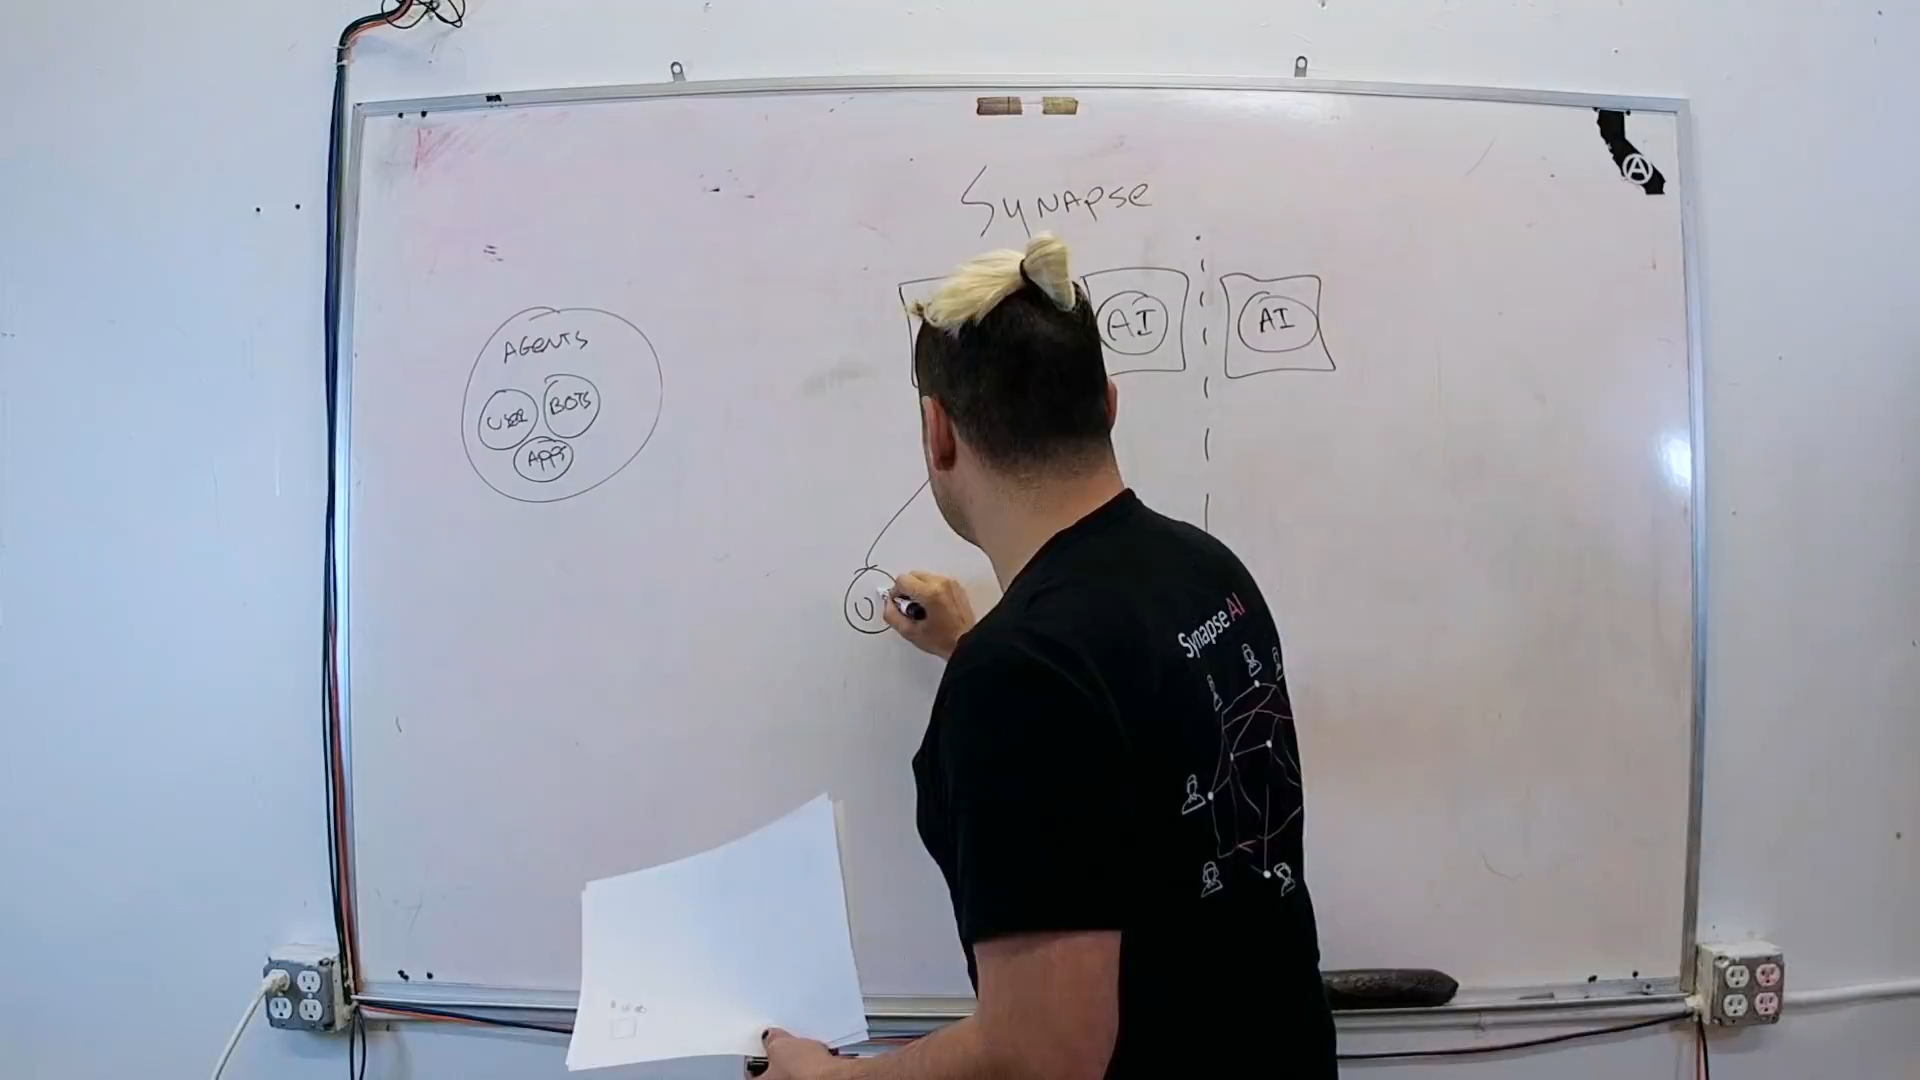 Synapse
AGENTS
USER
BOTS
APPS
AI
AI
U
Synapse AI
A